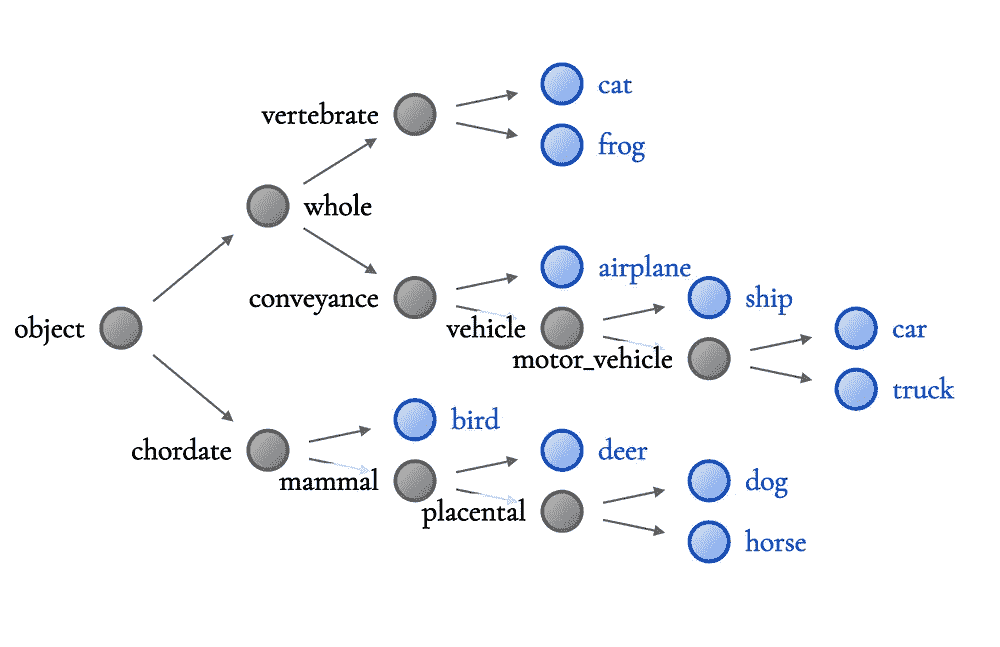 cat
vertebrate
frog
whole
airplane
conveyance
ship
vehicle
object
car
motor_vehicle
truck
bird
chordate
deer
mammal
dog
placental
horse